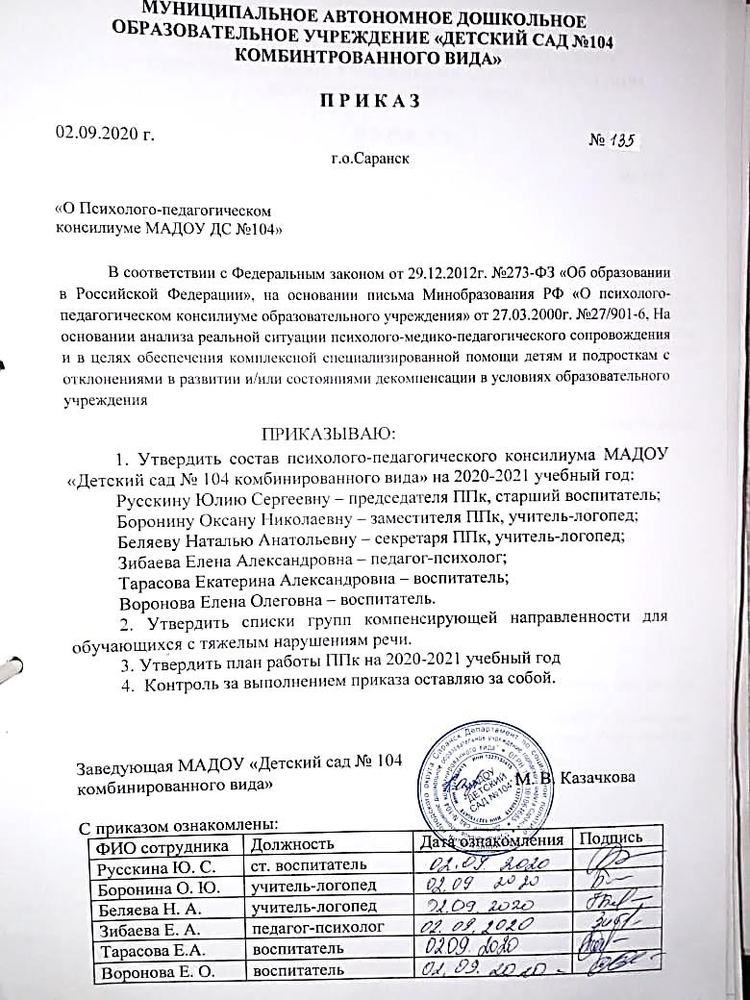 МУНИЦИПАЛЬНОЕ АВТОНОМНОЕ ДОШКОЛЬНОЕ
ОБРАЗОВАТЕЛЬНОЕ УЧРЕЖДЕНИЕ «ДЕТСКИЙ САД №104
КОМБИНТРОВАННОГО ВИДА»
П Р И К А З
02.09.2020 г.
№ 135
г.о.Саранск
«О Психолого-педагогическом
консилиуме МАДОУ ДС №104»
В соответствии с Федеральным законом от 29.12.2012г. №273-ФЗ «Об образовании
в Российской Федерации», на основании письма Минобразования РФ «О психолого-
педагогическом консилиуме образовательного учреждения» от 27.03.2000г. №27/901-6, На
основании анализа реальной ситуации психолого-медико-педагогического сопровождения
и в целях обеспечения комплексной специализированной помощи детям и подросткам с
отклонениями в развитии и/или состояниями декомпенсации в условиях образовательного
учреждения
ПРИКАЗЫВАЮ:
1. Утвердить состав психолого-педагогического консилиума МАДОУ
«Детский сад № 104 комбинированного вида» на 2020-2021 учебный год:
Русскину Юлию Сергеевну – председателя ППк, старший воспитатель;
Боронину Оксану Николаевну – заместителя ППк, учитель-логопед;
Беляеву Наталью Анатольевну – секретаря ППк, учитель-логопед;
Зибаева Елена Александровна – педагог-психолог;
Тарасова Екатерина Александровна – воспитатель;
Воронова Елена Олеговна – воспитатель.
2. Утвердить списки групп компенсирующей направленности для
обучающихся с тяжелым нарушениям речи.
3. Утвердить план работы ППк на 2020-2021 учебный год
4. Контроль за выполнением приказа оставляю за собой.
Заведующая МАДОУ «Детский сад № 104
комбинированного вида»
М. В. Казачкова
МАДОУ
ДЕТСКИЙ
САД №104
С приказом ознакомлены:
ФИО сотрудника Должность Дата ознакомления Подпись
Русскина Ю. С. ст. воспитатель 02.09 2020
Боронина О. Ю. учитель-логопед 02.09 2020
Беляева Н. А. учитель-логопед 02.09.2020
Зибаева Е. А. педагог-психолог 02.09.2020
Тарасова Е.А. воспитатель 02.09.2020
Воронова Е. О. воспитатель 02.09.2020